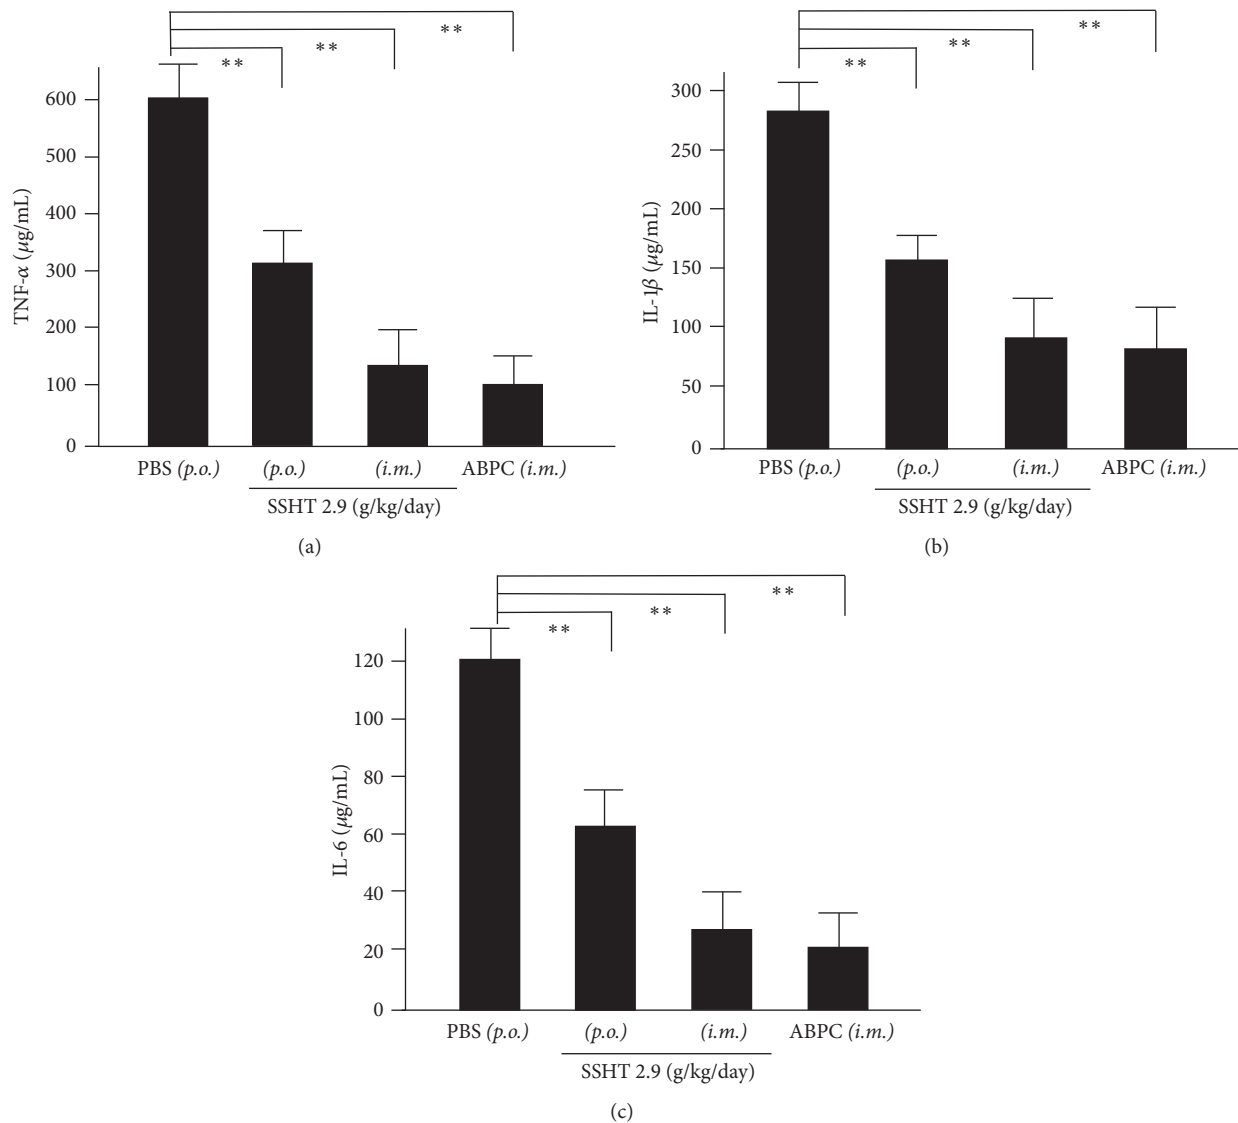 ** ** **
600
500
400
300
200
100
0
TNF-α (μg/mL)
PBS (p.o.) (p.o.) (i.m.) ABPC (i.m.)
SSHT 2.9 (g/kg/day)
(a)
** ** **
300
250
200
150
100
50
0
IL-1β (μg/mL)
PBS (p.o.) (p.o.) (i.m.) ABPC (i.m.)
SSHT 2.9 (g/kg/day)
(b)
** ** **
120
100
80
60
40
20
0
IL-6 (μg/mL)
PBS (p.o.) (p.o.) (i.m.) ABPC (i.m.)
SSHT 2.9 (g/kg/day)
(c)